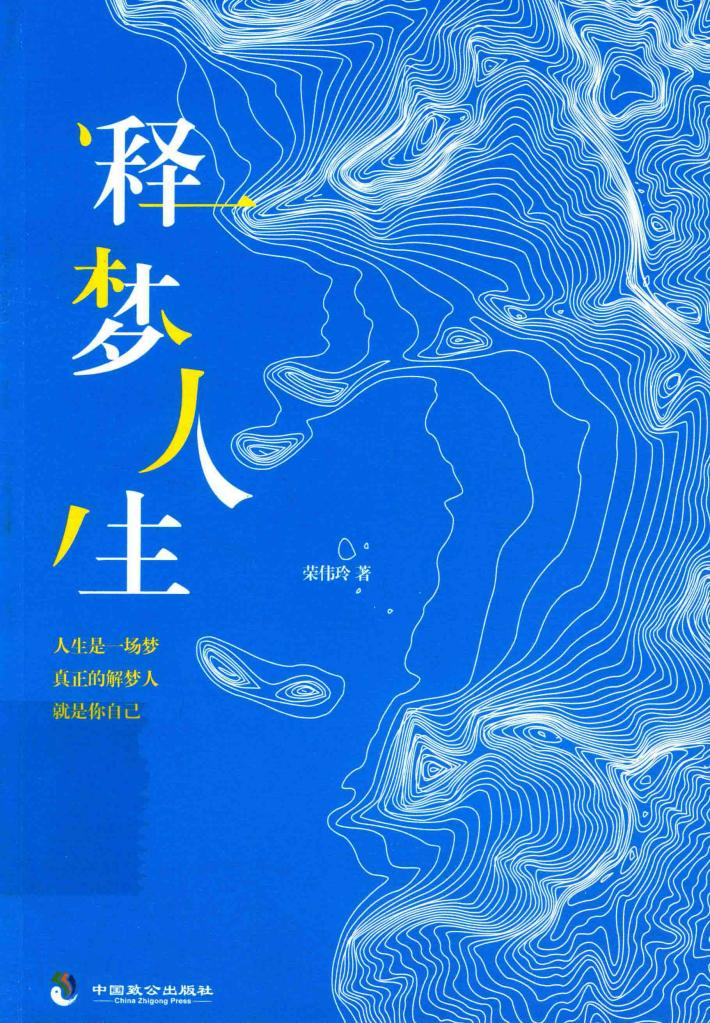 释梦人生
荣伟玲 著
人生是一场梦
真正的解梦人
就是你自己
中国致公出版社
China Zhigong Press